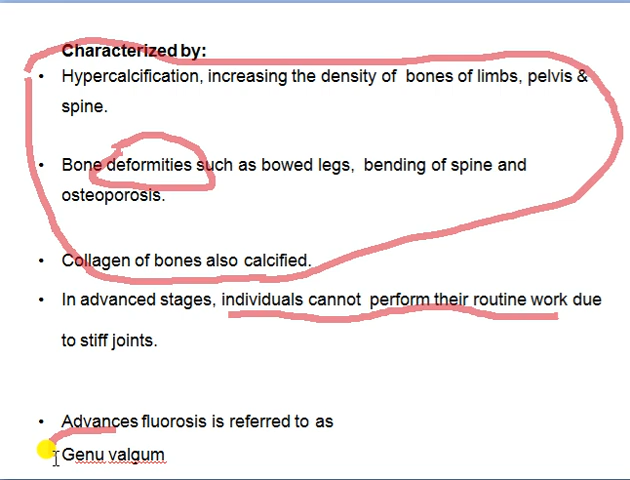 Characterized by:
• Hypercalcification, increasing the density of bones of limbs, pelvis &
spine.
• Bone deformities such as bowed legs, bending of spine and
osteoporosis.
• Collagen of bones also calcified.
• In advanced stages, individuals cannot perform their routine work due
to stiff joints.
• Advances fluorosis is referred to as
Genu valgum